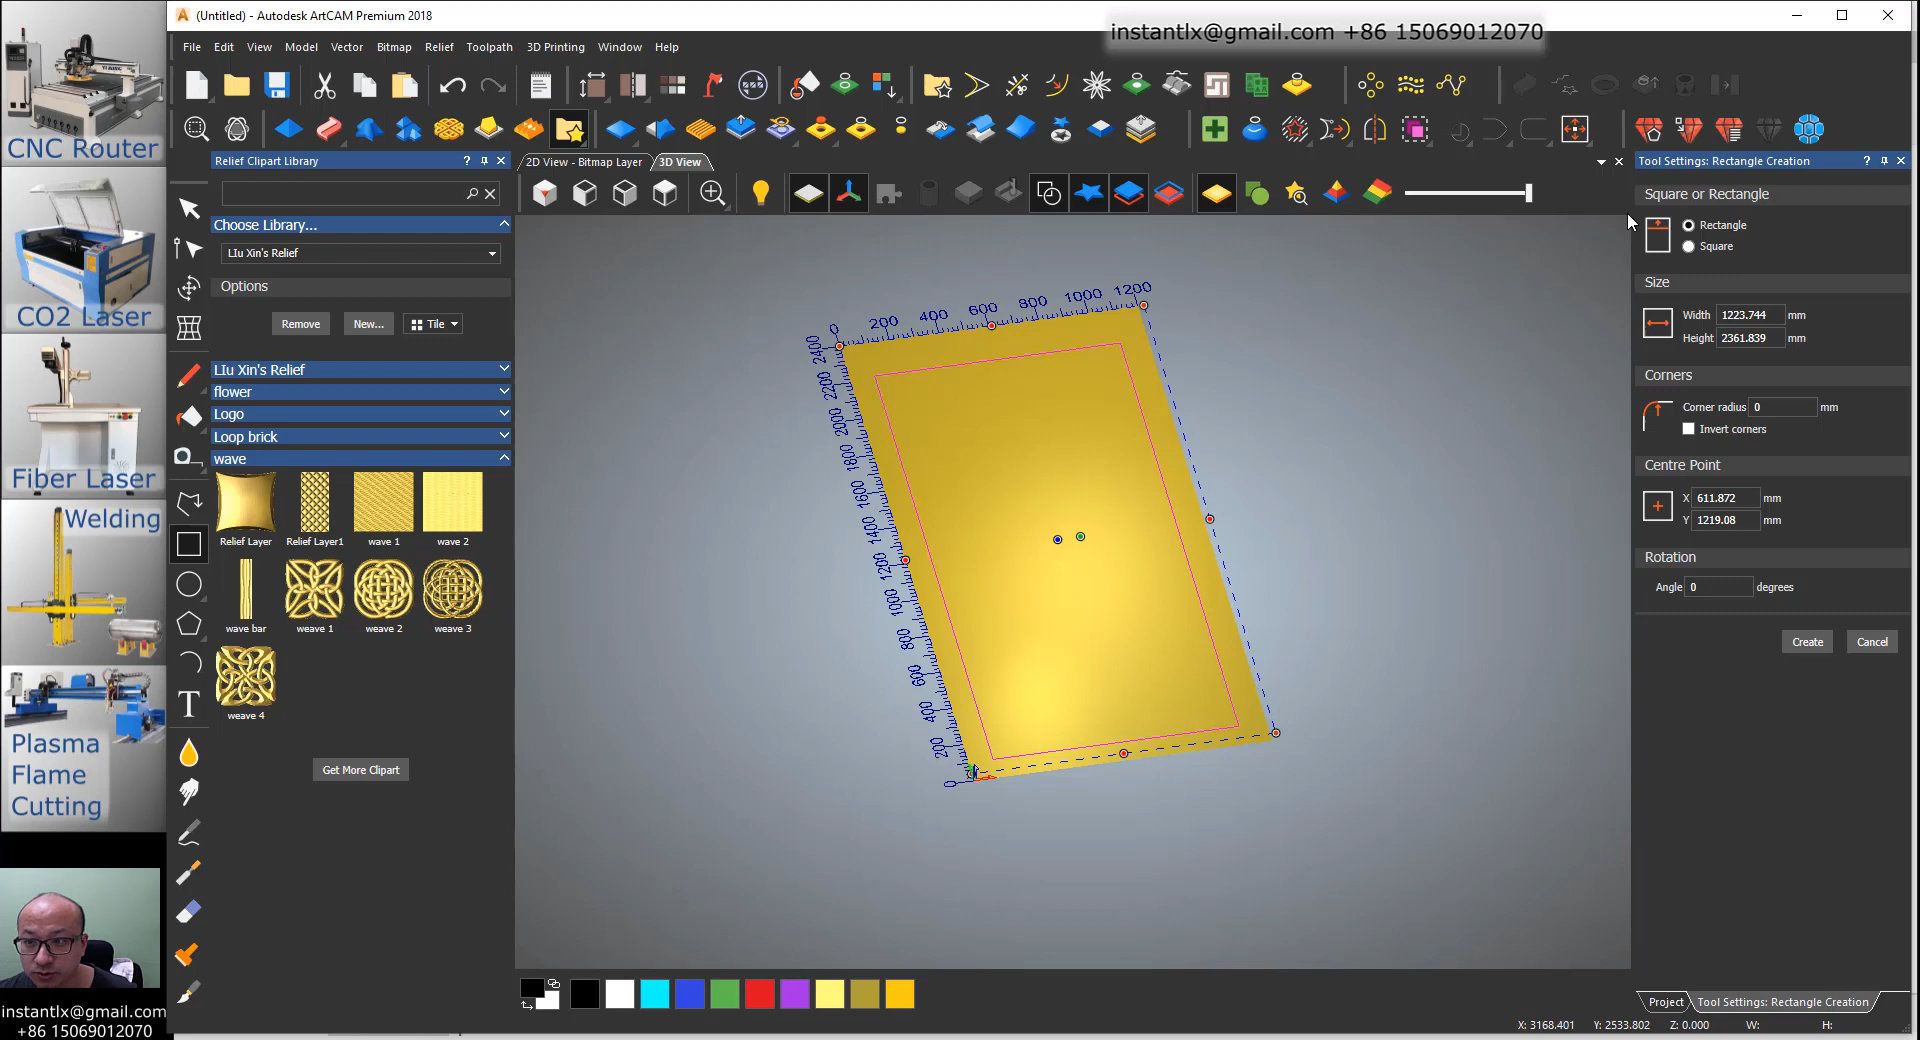 (Untitled) - Autodesk ArtCAM Premium 2018
instantlx@gmail.com +86 15069012070
File Edit View Model Vector Bitmap Relief Toolpath 3D Printing Window Help
CNC Router
CO2 Laser
Fiber Laser
Welding
Plasma
Flame
Cutting
instantlx@gmail.com
+86 15069012070
Relief Clipart Library ?
Choose Library...
LIu Xin's Relief
Options
Remove New... Tile
LIu Xin's Relief
flower
Logo
Loop brick
wave
Relief Layer Relief Layer1 wave 1 wave 2
wave bar weave 1 weave 2 weave 3
weave 4
Get More Clipart
T
2D View - Bitmap Layer 3D View
0 200 400 600 800 1000 1200
2400
2200
2000
1800
1600
1400
1200
1000
800
600
400
200
0
Tool Settings: Rectangle Creation ?
Square or Rectangle
Rectangle
Square
Size
Width 1223.744 mm
Height 2361.839 mm
Corners
Corner radius 0 mm
Invert corners
Centre Point
X 611.872 mm
Y 1219.08 mm
Rotation
Angle 0 degrees
Create Cancel
Project Tool Settings: Rectangle Creation
X: 3168.401 Y: 2533.802 Z: 0.000 W: H: